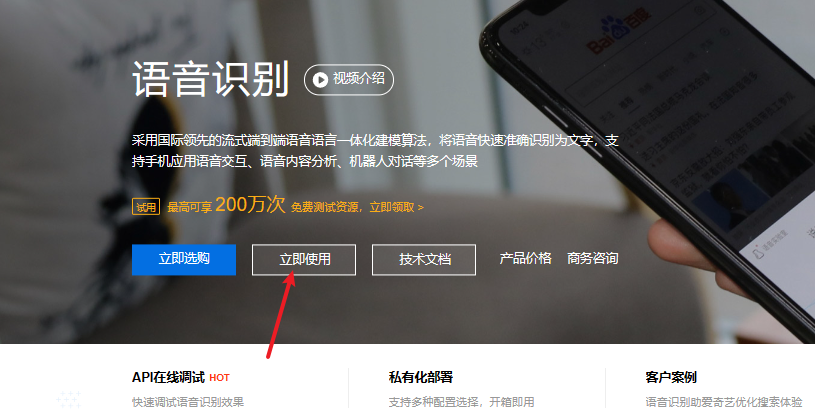 10:24
Baidu百度
语音识别
视频介绍
采用国际领先的流式端到端语音语言一体化建模算法，将语音快速准确识别为文字，支
持手机应用语音交互、语音内容分析、机器人对话等多个场景
试用 最高可享 200万次 免费测试资源，立即领取 >
立即选购 立即使用 技术文档 产品价格 商务咨询
API在线调试 HOT
快速调试语音识别效果
私有化部署
支持多种配置选择，开箱即用
客户案例
语音识别助爱奇艺优化搜索体验